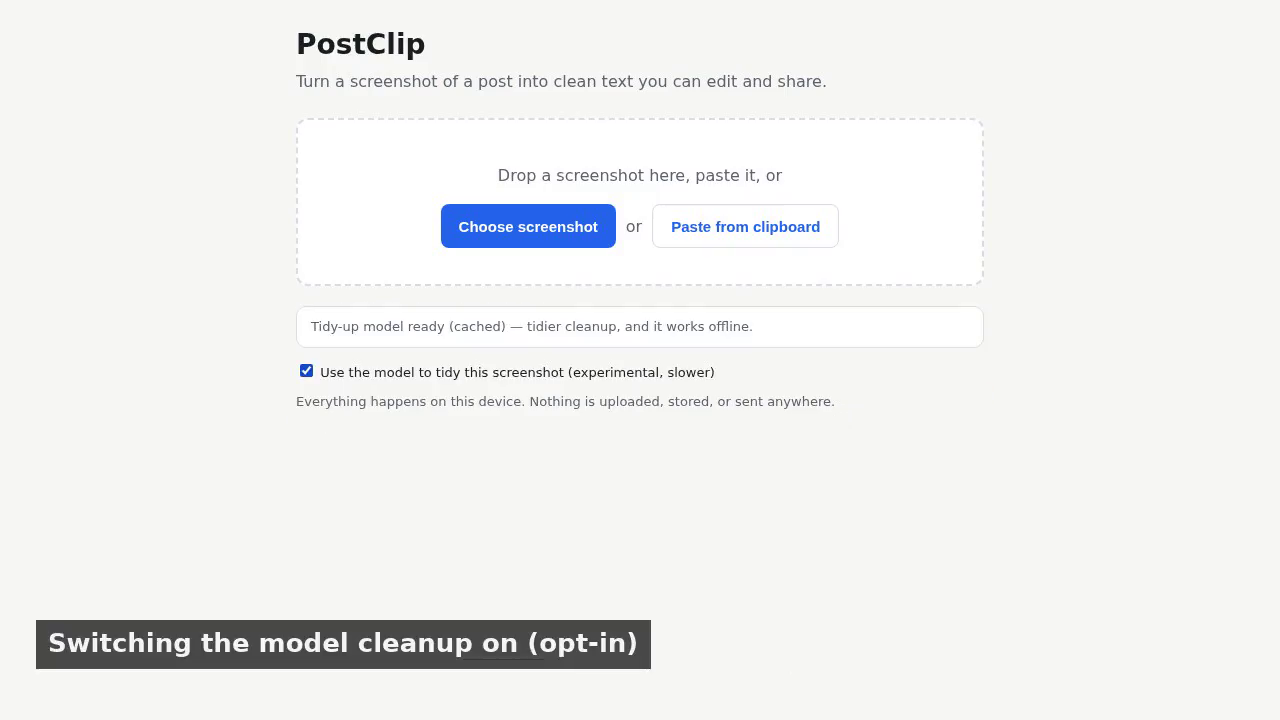 PostClip
Turn a screenshot of a post into clean text you can edit and share.
Drop a screenshot here, paste it, or
Choose screenshot or Paste from clipboard
Tidy-up model ready (cached) — tidier cleanup, and it works offline.
Use the model to tidy this screenshot (experimental, slower)
Everything happens on this device. Nothing is uploaded, stored, or sent anywhere.
Switching the model cleanup on (opt-in)